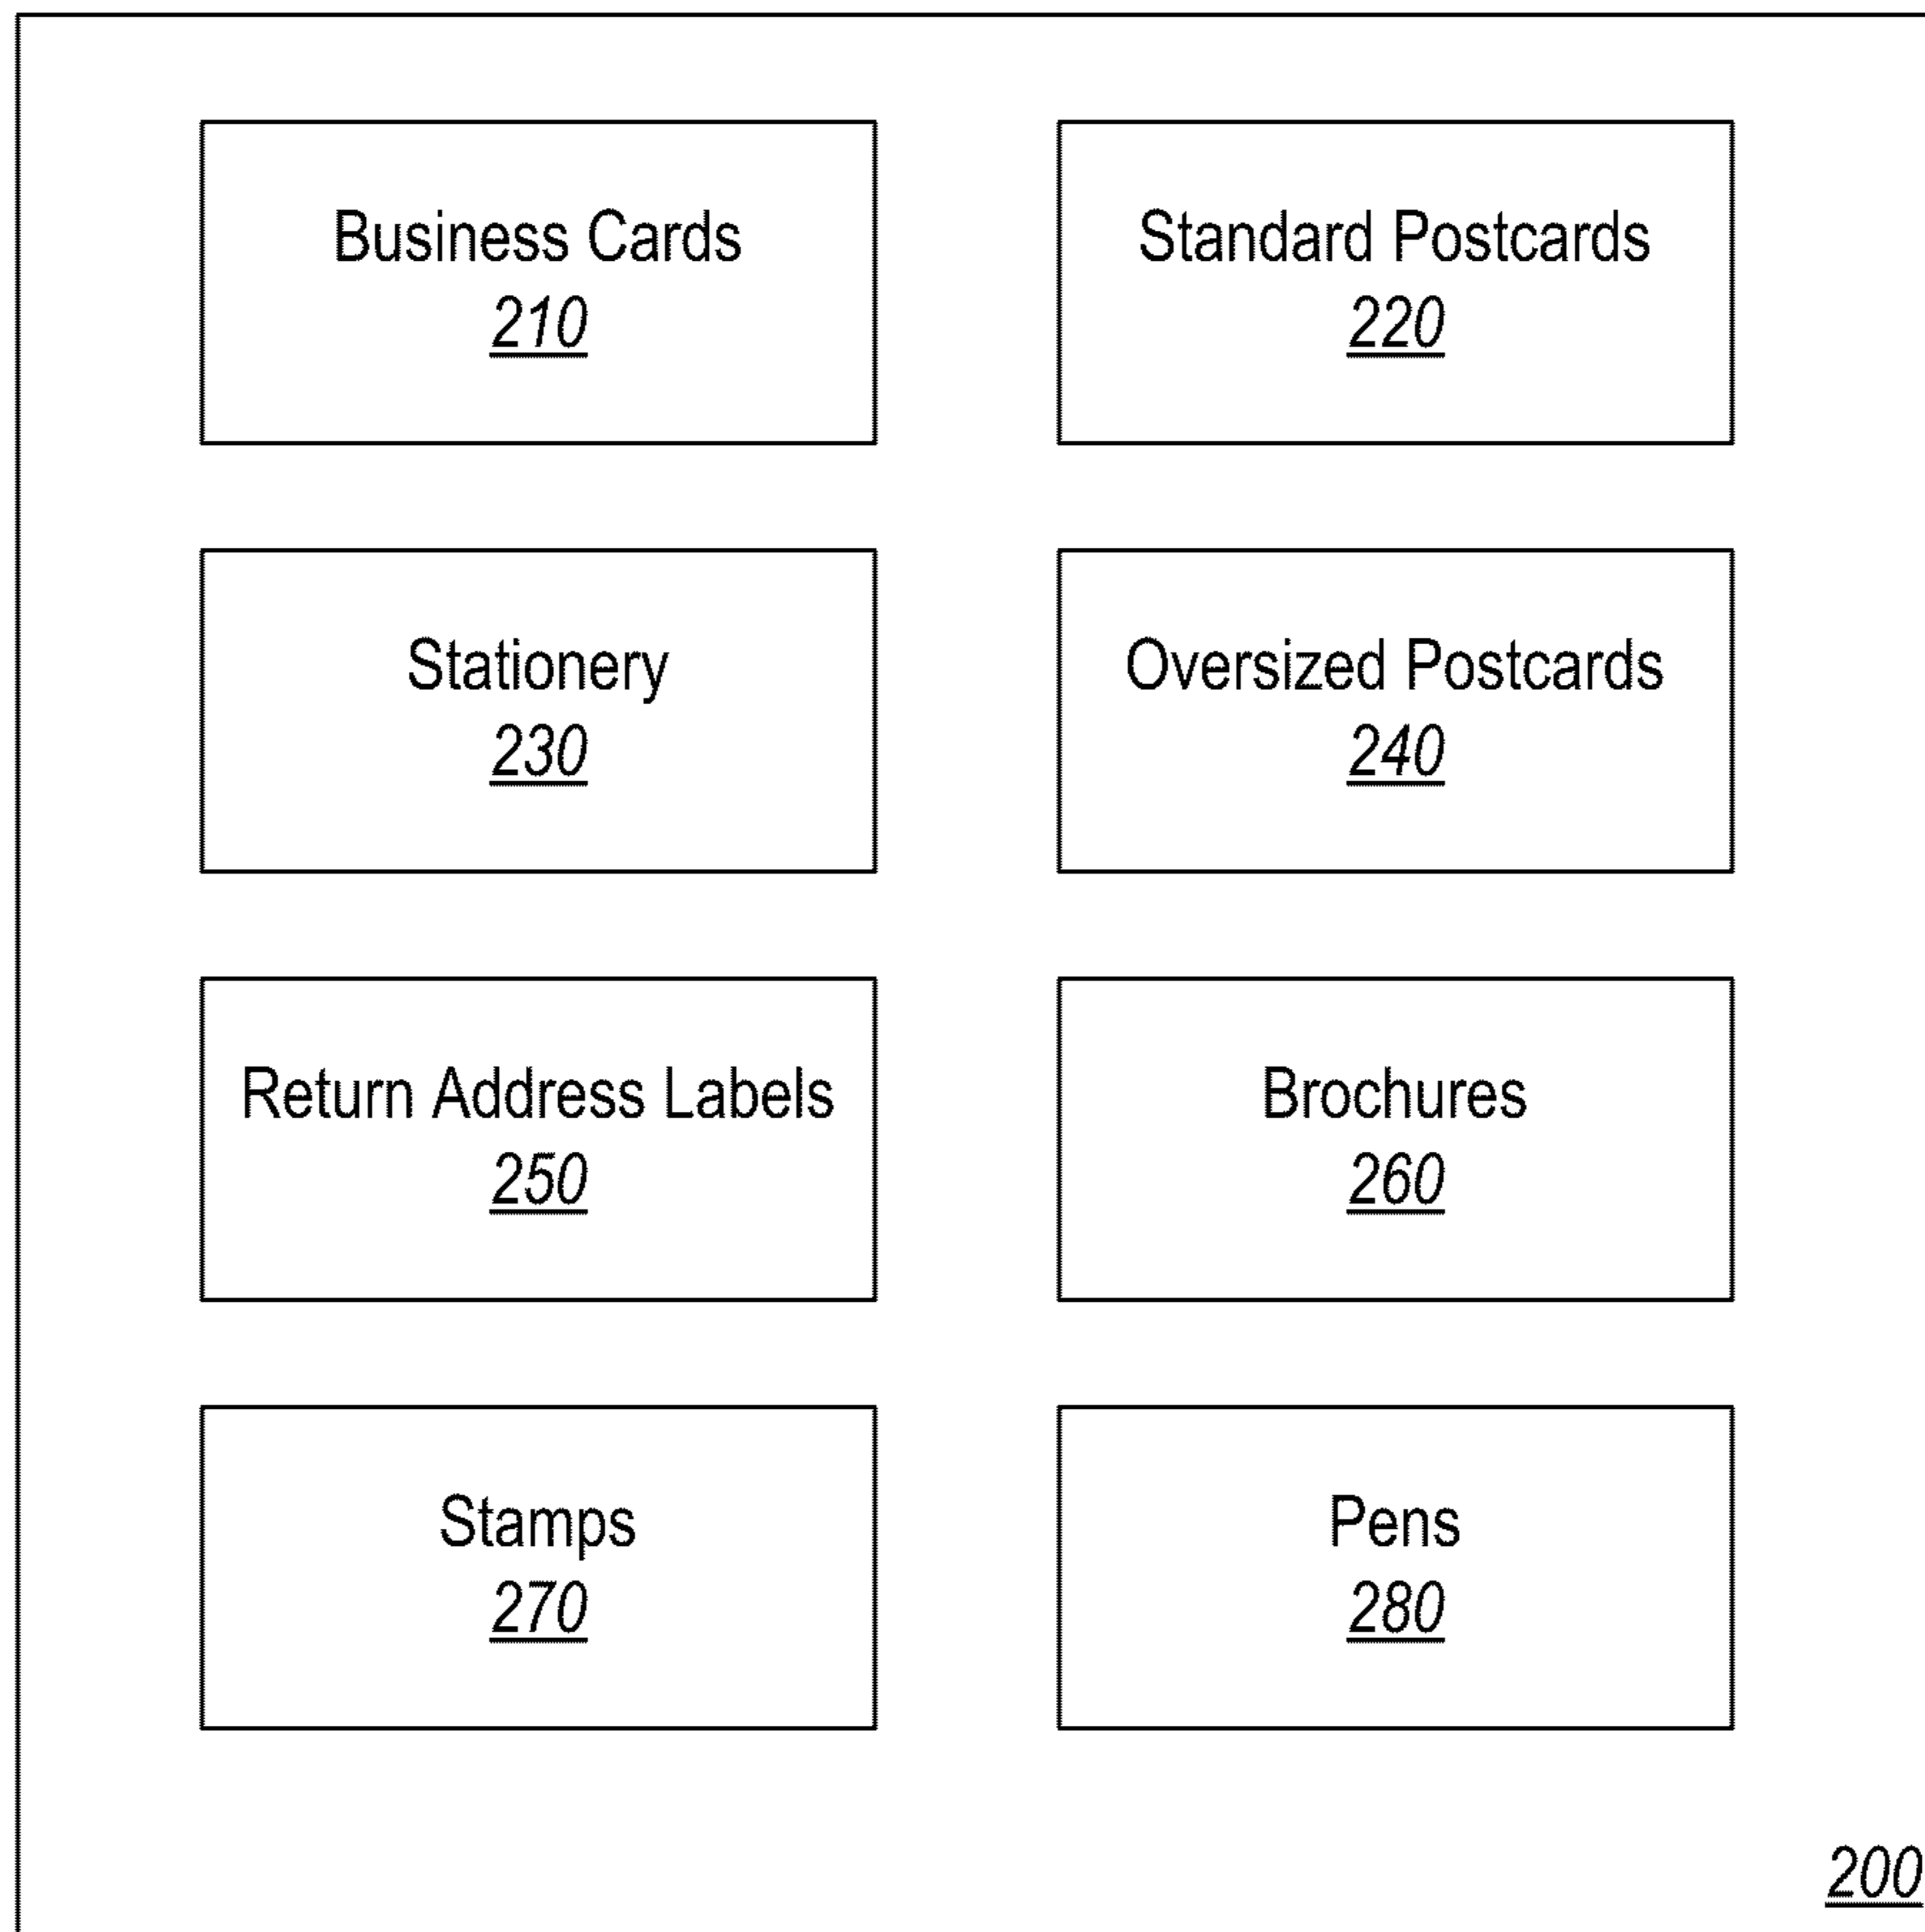 Business Cards
210
Standard Postcards
220
Stationery
230
Oversized Postcards
240
Return Address Labels
250
Brochures
260
Stamps
270
Pens
280
200